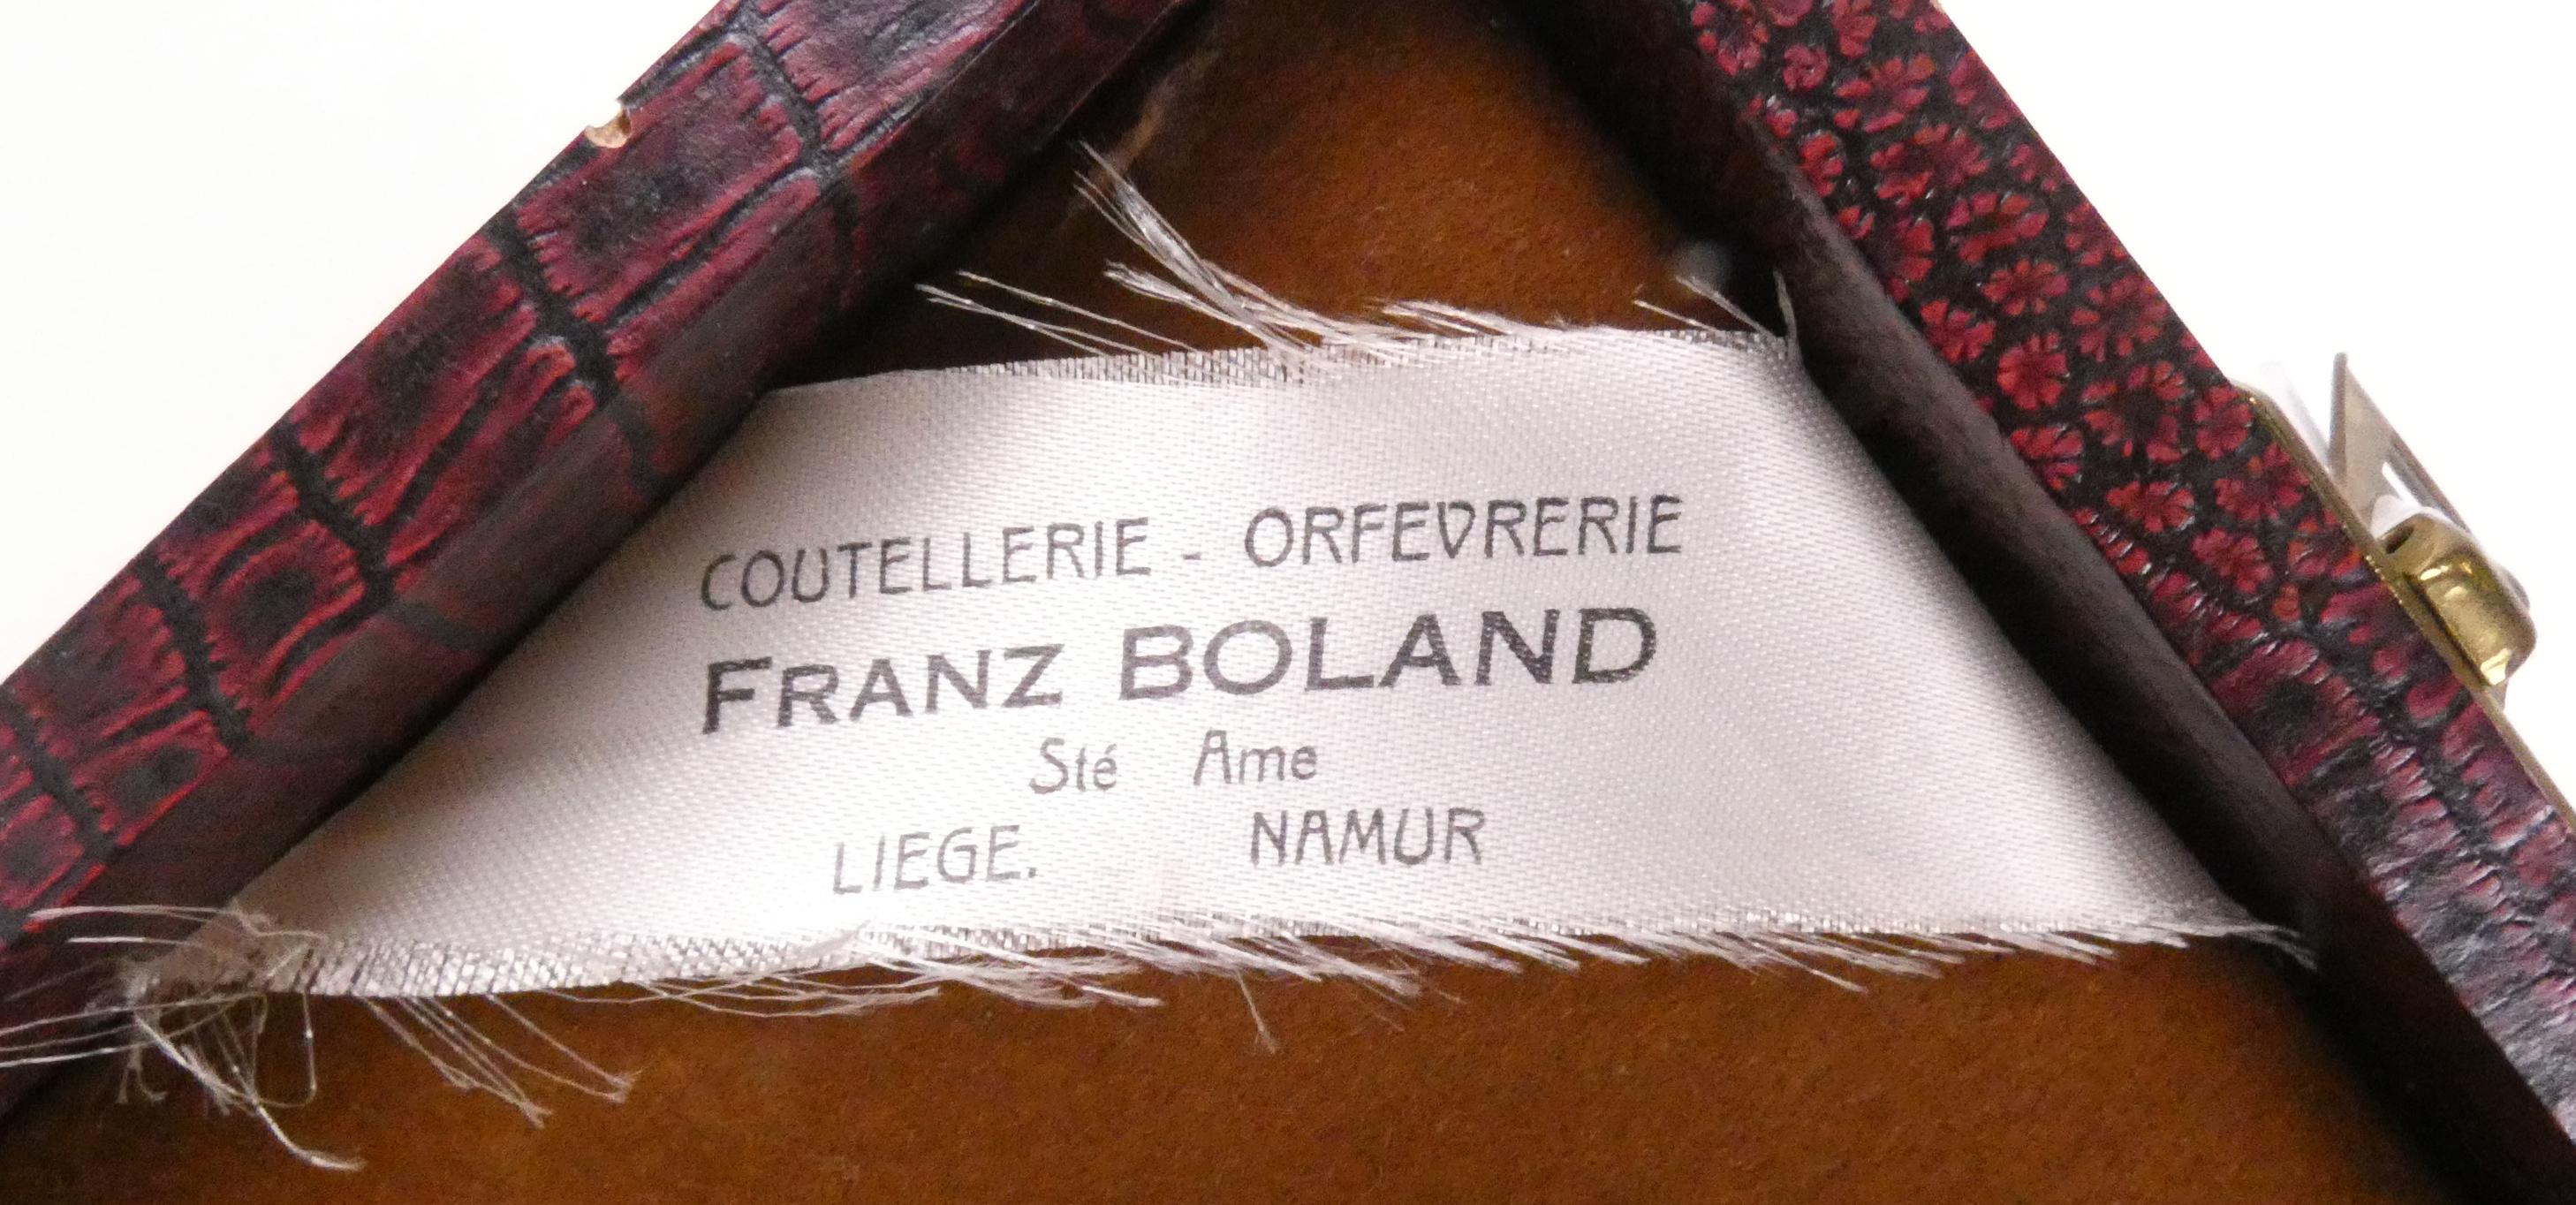 COUTELLERIE - ORFEVRERIE
FRANZ BOLAND
Sté Ame
LIEGE. NAMUR